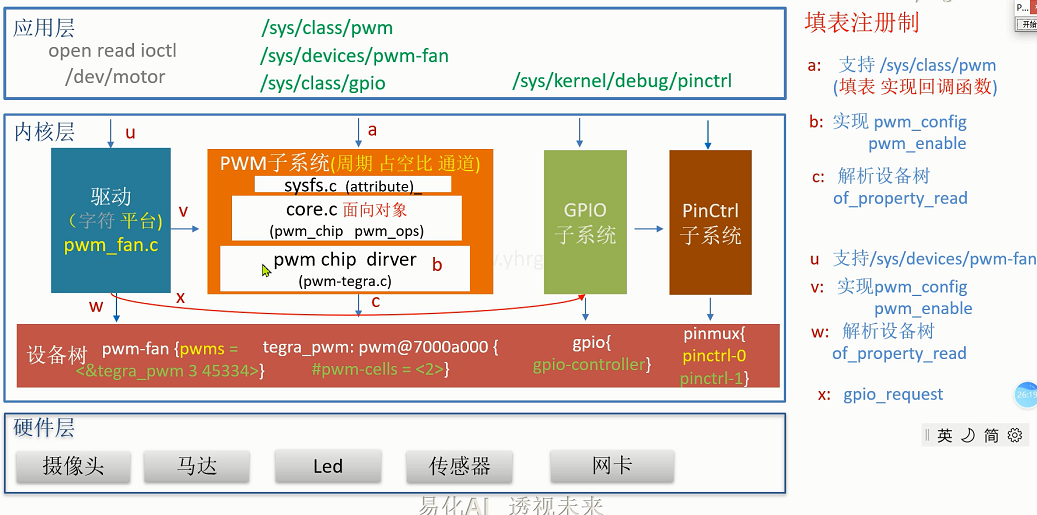 应用层
open read ioctl
/dev/motor
/sys/class/pwm
/sys/devices/pwm-fan
/sys/class/gpio
/sys/kernel/debug/pinctrl
内核层
u
a
驱动
(字符 平台)
pwm_fan.c
v
PWM子系统(周期 占空比 通道)
sysfs.c (attribute)_
core.c 面向对象
(pwm_chip pwm_ops)
pwm chip dirver b
(pwm-tegra.c)
GPIO
子系统
PinCtrl
子系统
w
x
c
设备树
pwm-fan {pwms =
<&tegra_pwm 3 45334>}
tegra_pwm: pwm@7000a000 {
#pwm-cells = <2>}
gpio{
gpio-controller}
pinmux{
pinctrl-0
pinctrl-1}
硬件层
摄像头
马达
Led
传感器
网卡
易化AI 透视未来
填表注册制
a: 支持 /sys/class/pwm
(填表 实现回调函数)
b: 实现 pwm_config
pwm_enable
c: 解析设备树
of_property_read
u 支持/sys/devices/pwm-fan
v: 实现pwm_config
pwm_enable
w: 解析设备树
of_property_read
x: gpio_request
P...
开始
26:19
英 简